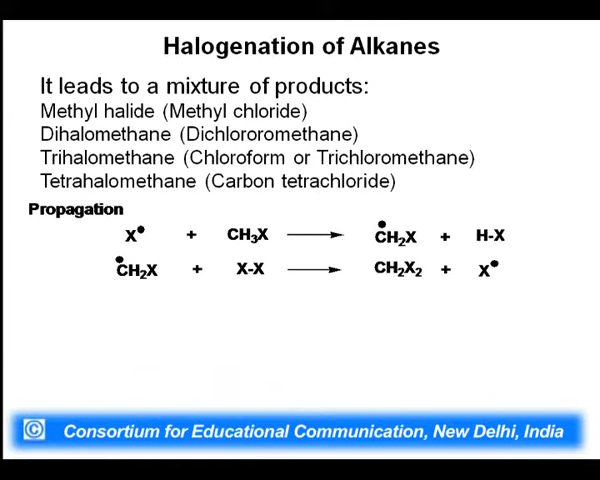 Halogenation of Alkanes
It leads to a mixture of products:
Methyl halide (Methyl chloride)
Dihalomethane (Dichlororomethane)
Trihalomethane (Chloroform or Trichloromethane)
Tetrahalomethane (Carbon tetrachloride)
Propagation
X• + CH₃X ⟶ •CH₂X + H-X
•CH₂X + X-X ⟶ CH₂X₂ + X•
© Consortium for Educational Communication, New Delhi, India